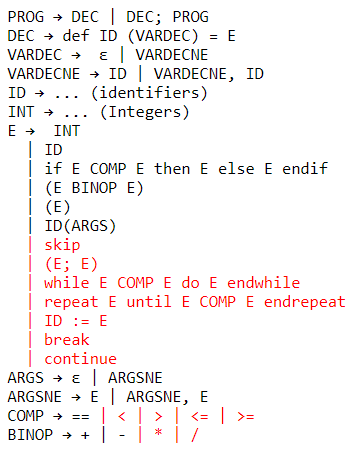 PROG → DEC | DEC; PROG
DEC → def ID (VARDEC) = E
VARDEC → ε | VARDECNE
VARDECNE → ID | VARDECNE, ID
ID → ... (identifiers)
INT → ... (Integers)
E → INT
| ID
| if E COMP E then E else E endif
| (E BINOP E)
| (E)
| ID(ARGS)
| skip
| (E; E)
| while E COMP E do E endwhile
| repeat E until E COMP E endrepeat
| ID := E
| break
| continue
ARGS → ε | ARGSNE
ARGSNE → E | ARGSNE, E
COMP → == | < | > | <= | >=
BINOP → + | - | * | /